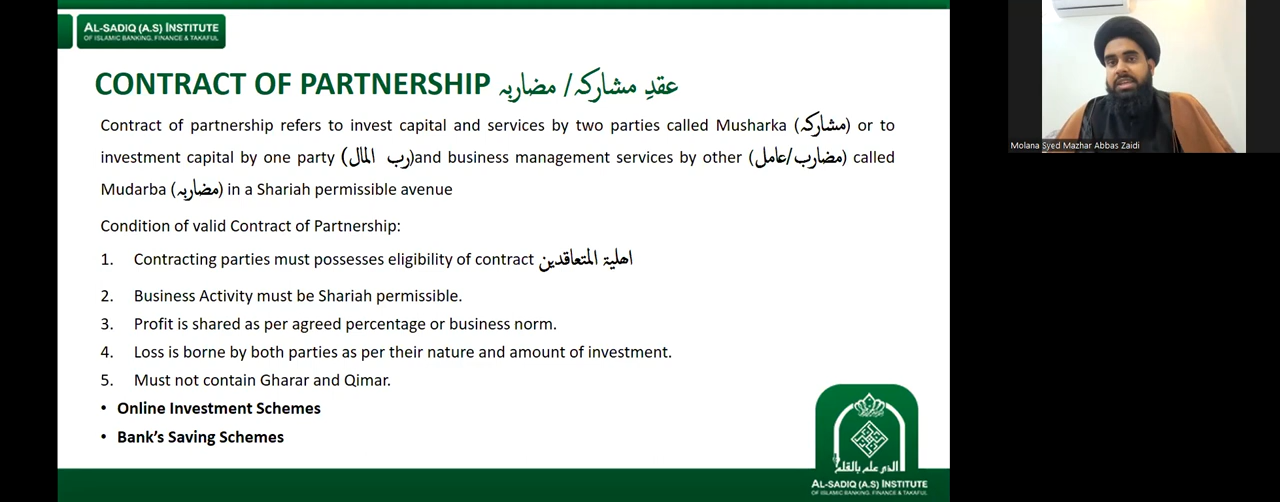 AL-SADIQ (A.S) INSTITUTE
OF ISLAMIC BANKING, FINANCE & TAKAFUL
CONTRACT OF PARTNERSHIP عقدِ مشارکہ/ مضاربہ
Contract of partnership refers to invest capital and services by two parties called Musharka (مشارکہ) or to
investment capital by one party (رب المال)and business management services by other (مضارب/عامل) called
Mudarba (مضاربہ) in a Shariah permissible avenue
Condition of valid Contract of Partnership:
1. Contracting parties must possesses eligibility of contract اھلیۃ المتعاقدین
2. Business Activity must be Shariah permissible.
3. Profit is shared as per agreed percentage or business norm.
4. Loss is borne by both parties as per their nature and amount of investment.
5. Must not contain Gharar and Qimar.
• Online Investment Schemes
• Bank's Saving Schemes
الذی علم بالقلم
AL-SADIQ (A.S) INSTITUTE
OF ISLAMIC BANKING, FINANCE & TAKAFUL
Molana Syed Mazhar Abbas Zaidi